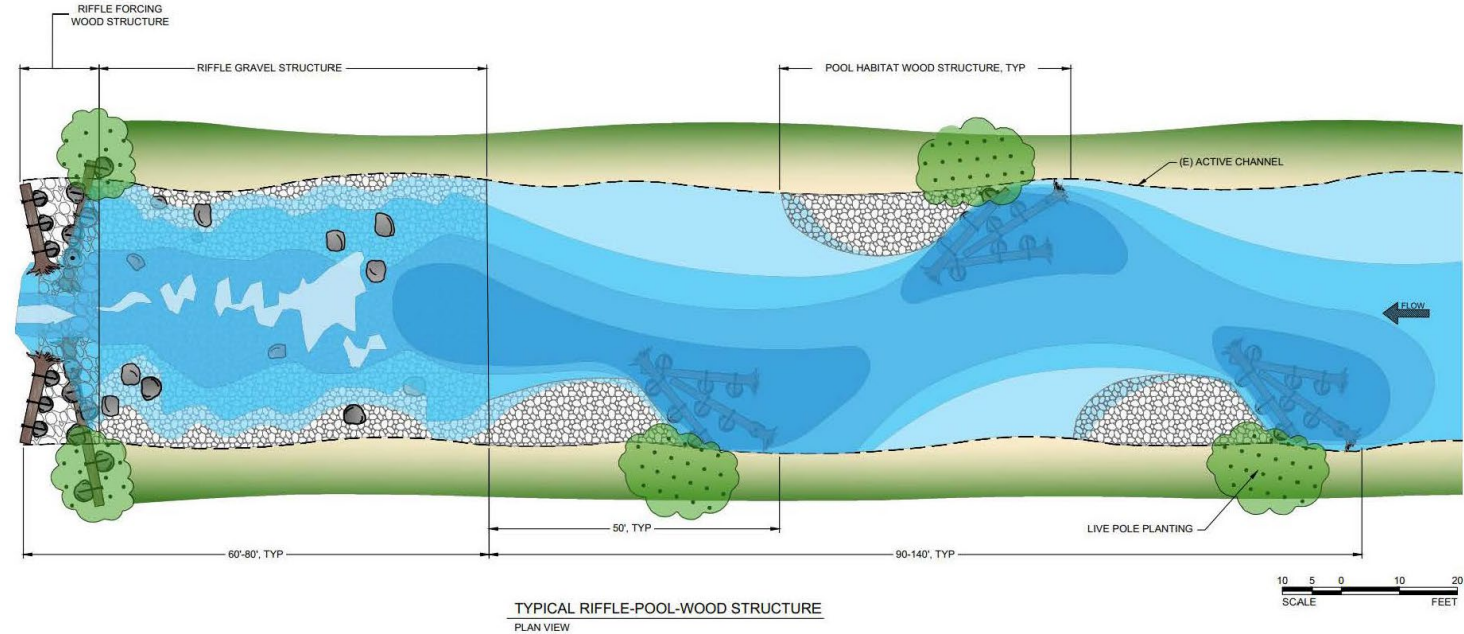 RIFFLE FORCING
WOOD STRUCTURE
RIFFLE GRAVEL STRUCTURE
POOL HABITAT WOOD STRUCTURE, TYP
(E) ACTIVE CHANNEL
FLOW
50', TYP
LIVE POLE PLANTING
60'-80', TYP
90-140', TYP
10 5 0 10 20
SCALE FEET
TYPICAL RIFFLE-POOL-WOOD STRUCTURE
PLAN VIEW